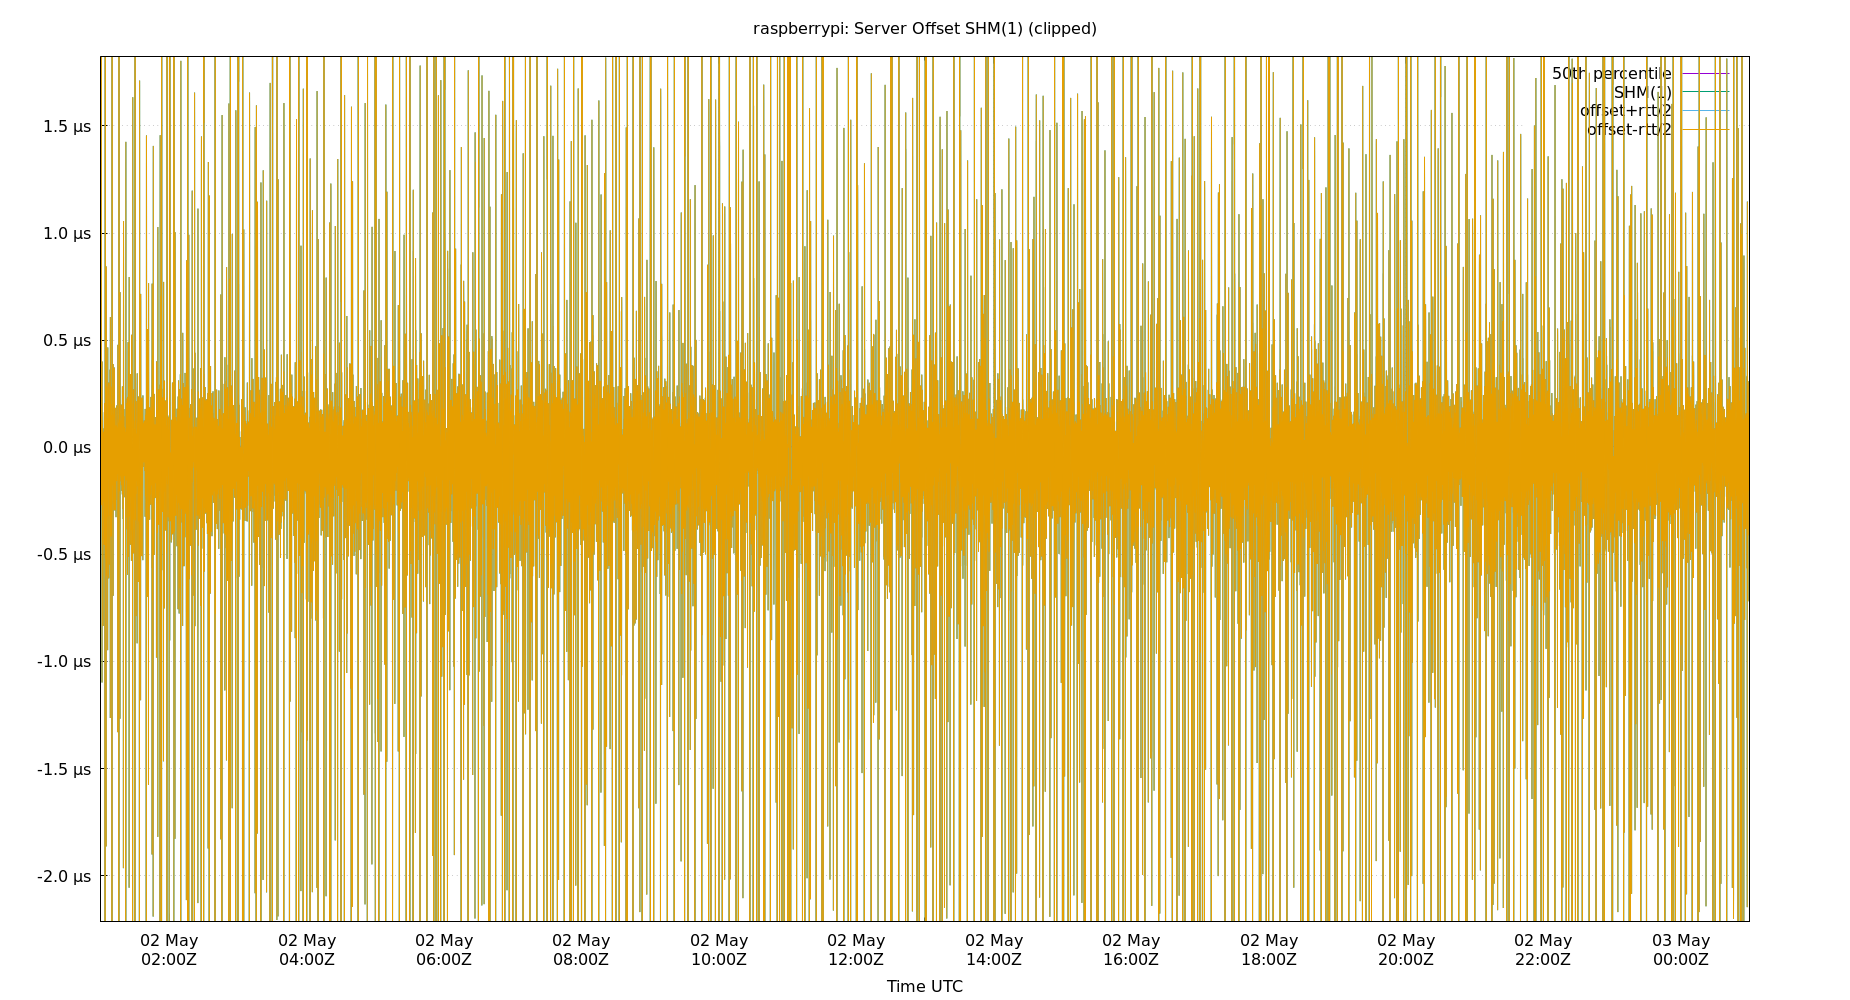 raspberrypi: Server Offset SHM(1) (clipped)
50th percentile
SHM(1)
offset+rtt/2
offset-rtt/2
1.5 µs
1.0 µs
0.5 µs
0.0 µs
-0.5 µs
-1.0 µs
-1.5 µs
-2.0 µs
02 May 02 May 02 May 02 May 02 May 02 May 02 May 02 May 02 May 02 May 02 May 03 May
02:00Z 04:00Z 06:00Z 08:00Z 10:00Z 12:00Z 14:00Z 16:00Z 18:00Z 20:00Z 22:00Z 00:00Z
Time UTC